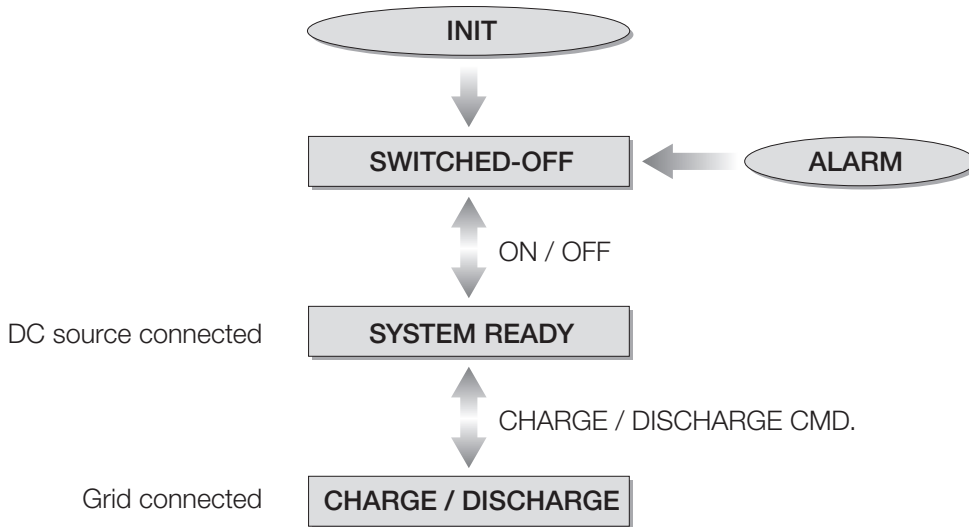 INIT
SWITCHED-OFF
ALARM
ON / OFF
DC source connected
SYSTEM READY
CHARGE / DISCHARGE CMD.
Grid connected
CHARGE / DISCHARGE